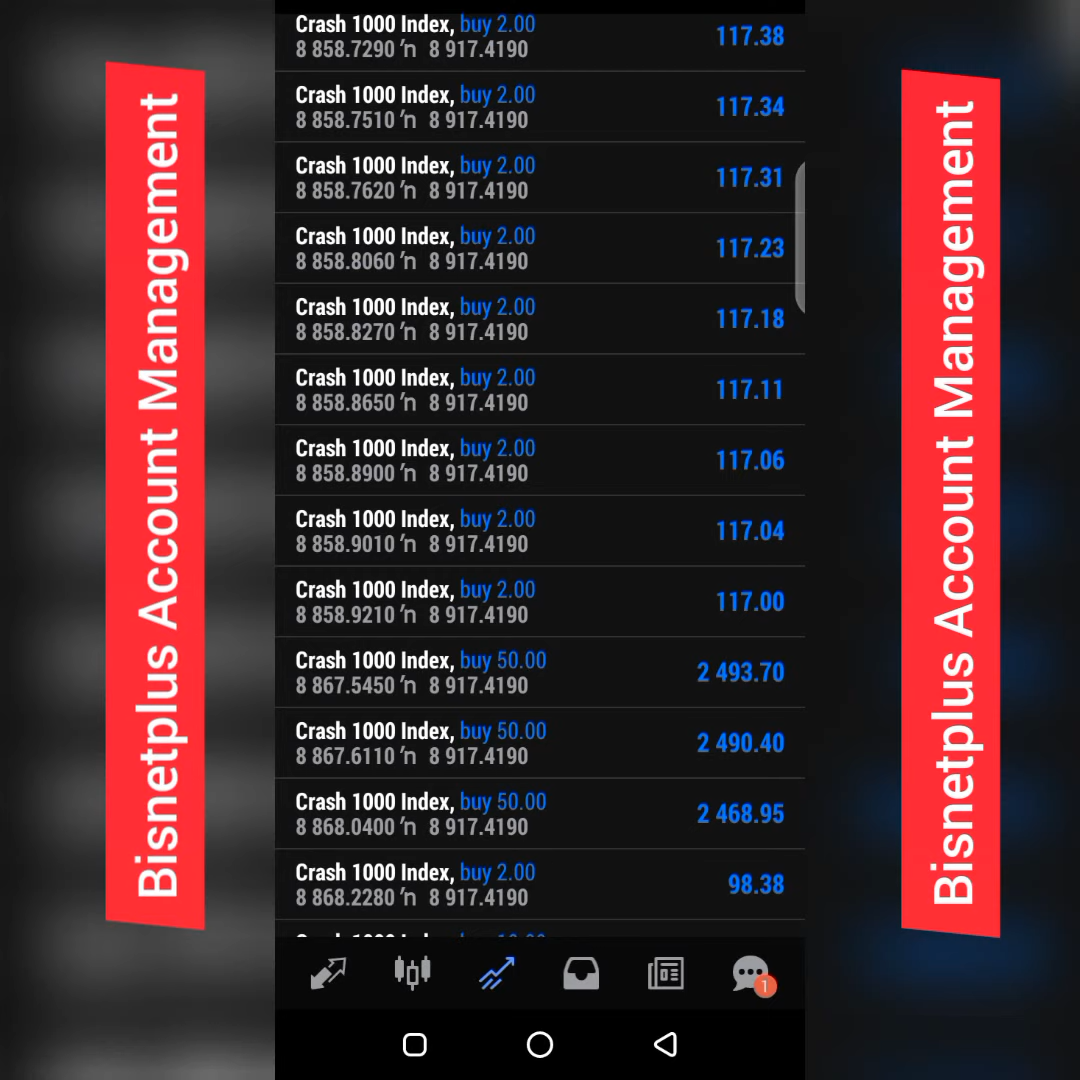 Bisnetplus Account Management
Crash 1000 Index, buy 2.00
117.38
8 858.7290 ׳ח 8 917.4190
Crash 1000 Index, buy 2.00
117.34
8 858.7510 ׳ח 8 917.4190
Crash 1000 Index, buy 2.00
117.31
8 858.7620 ׳ח 8 917.4190
Crash 1000 Index, buy 2.00
117.23
8 858.8060 ׳ח 8 917.4190
Crash 1000 Index, buy 2.00
117.18
8 858.8270 ׳ח 8 917.4190
Crash 1000 Index, buy 2.00
117.11
8 858.8650 ׳ח 8 917.4190
Crash 1000 Index, buy 2.00
117.06
8 858.8900 ׳ח 8 917.4190
Crash 1000 Index, buy 2.00
117.04
8 858.9010 ׳ח 8 917.4190
Crash 1000 Index, buy 2.00
117.00
8 858.9210 ׳ח 8 917.4190
Crash 1000 Index, buy 50.00
2 493.70
8 867.5450 ׳ח 8 917.4190
Crash 1000 Index, buy 50.00
2 490.40
8 867.6110 ׳ח 8 917.4190
Crash 1000 Index, buy 50.00
2 468.95
8 868.0400 ׳ח 8 917.4190
Crash 1000 Index, buy 2.00
98.38
8 868.2280 ׳ח 8 917.4190
1
Bisnetplus Account Management